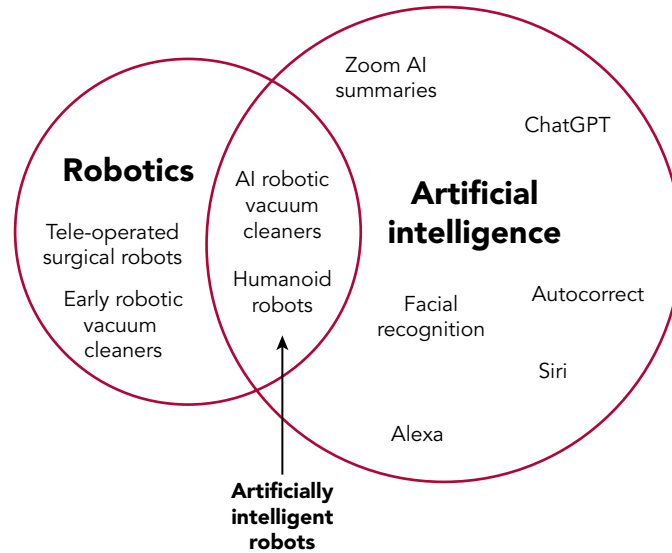 Zoom AI
summaries
ChatGPT
Robotics
AI robotic
vacuum
cleaners
Artificial
intelligence
Tele-operated
surgical robots
Humanoid
robots
Early robotic
vacuum
cleaners
Facial
recognition
Autocorrect
Siri
Alexa
Artificially
intelligent
robots